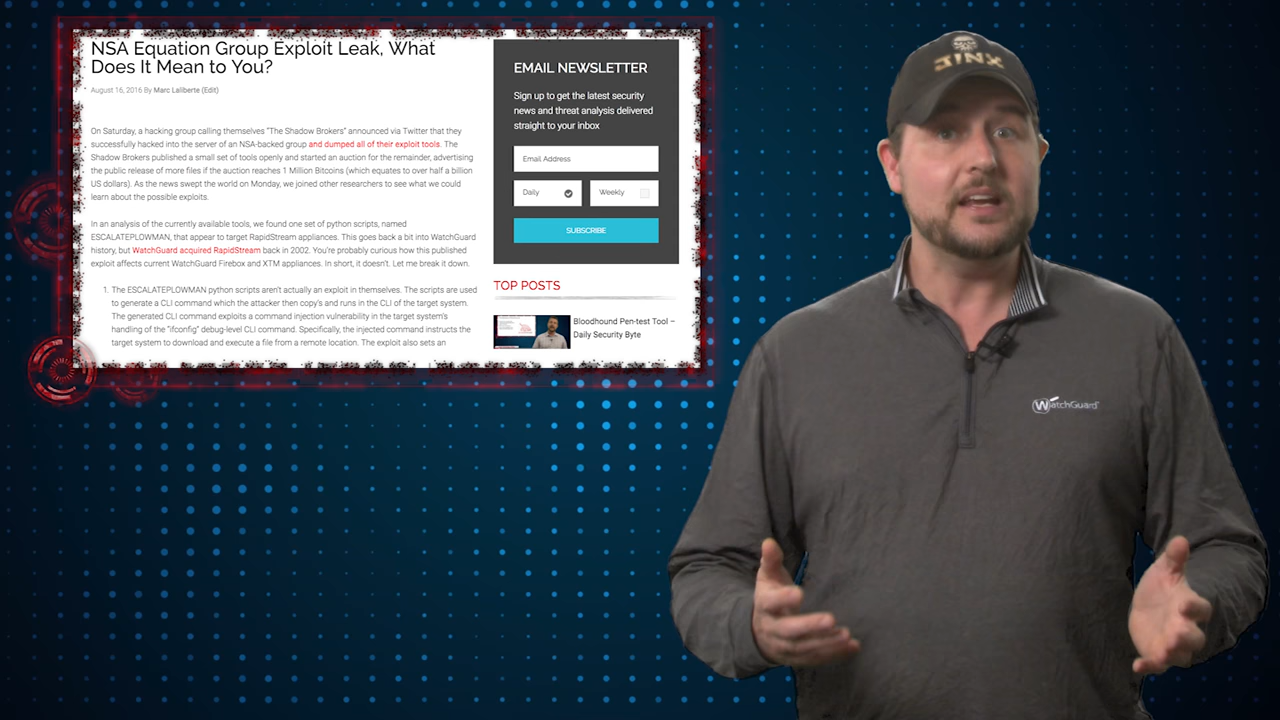 NSA Equation Group Exploit Leak, What
Does It Mean to You?
August 16, 2016 By Marc Laliberte (Edit)
On Saturday, a hacking group calling themselves “The Shadow Brokers” announced via Twitter that they
successfully hacked into the server of an NSA-backed group and dumped all of their exploit tools. The
Shadow Brokers published a small set of tools openly and started an auction for the remainder, advertising
the public release of more files if the auction reaches 1 Million Bitcoins (which equates to over half a billion
US dollars). As the news swept the world on Monday, we joined other researchers to see what we could
learn about the possible exploits.
In an analysis of the currently available tools, we found one set of python scripts, named
ESCALATEPLOWMAN, that appear to target RapidStream appliances. This goes back a bit into WatchGuard
history, but WatchGuard acquired RapidStream back in 2002. You’re probably curious how this published
exploit affects current WatchGuard Firebox and XTM appliances. In short, it doesn’t. Let me break it down.
1. The ESCALATEPLOWMAN python scripts aren’t actually an exploit in themselves. The scripts are used
to generate a CLI command which the attacker then copy’s and runs in the CLI of the target system.
The generated CLI command exploits a command injection vulnerability in the target system’s
handling of the “ifconfig” debug-level CLI command. Specifically, the injected command instructs the
target system to download and execute a file from a remote location. The exploit also sets an
EMAIL NEWSLETTER
Sign up to get the latest security
news and threat analysis delivered
straight to your inbox
Email Address
Daily
Weekly
SUBSCRIBE
TOP POSTS
Bloodhound Pen-test Tool –
Daily Security Byte
JINX
WatchGuard